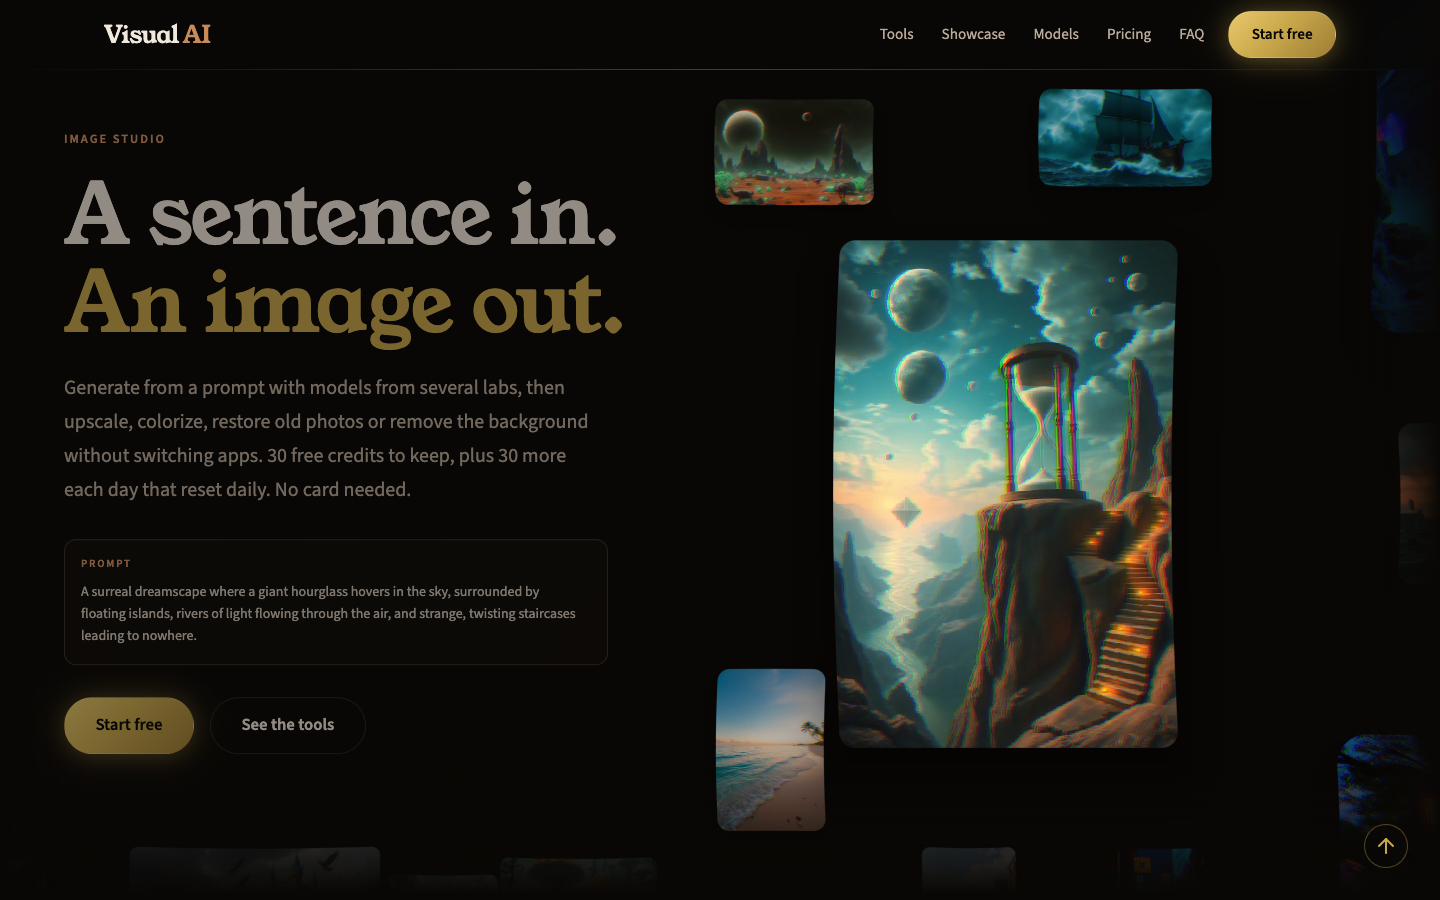 Visual AI
Tools
Showcase
Models
Pricing
FAQ
Start free
IMAGE STUDIO
A sentence in.
An image out.
Generate from a prompt with models from several labs, then
upscale, colorize, restore old photos or remove the background
without switching apps. 30 free credits to keep, plus 30 more
each day that reset daily. No card needed.
PROMPT
A surreal dreamscape where a giant hourglass hovers in the sky, surrounded by
floating islands, rivers of light flowing through the air, and strange, twisting staircases
leading to nowhere.
Start free
See the tools